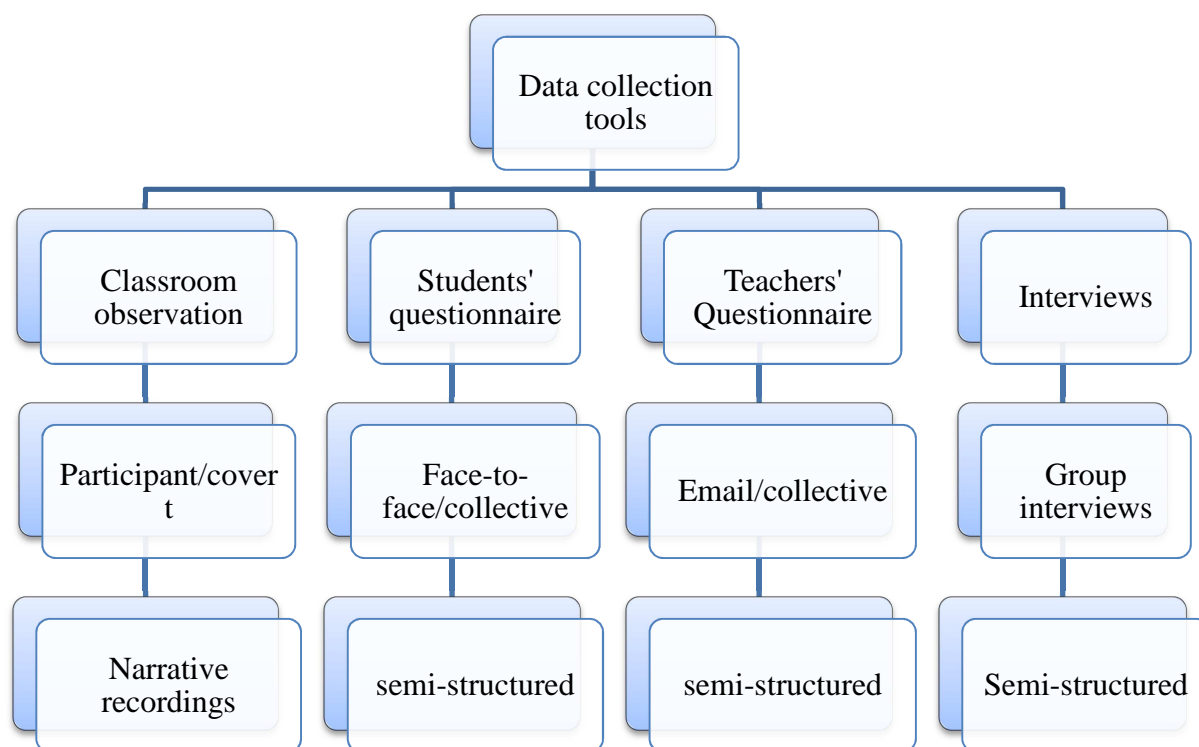 Data collection
tools
Classroom
observation
Students'
questionnaire
Teachers'
Questionnaire
Interviews
Participant/cover
t
Face-to-
face/collective
Email/collective
Group
interviews
Narrative
recordings
semi-structured
semi-structured
Semi-structured